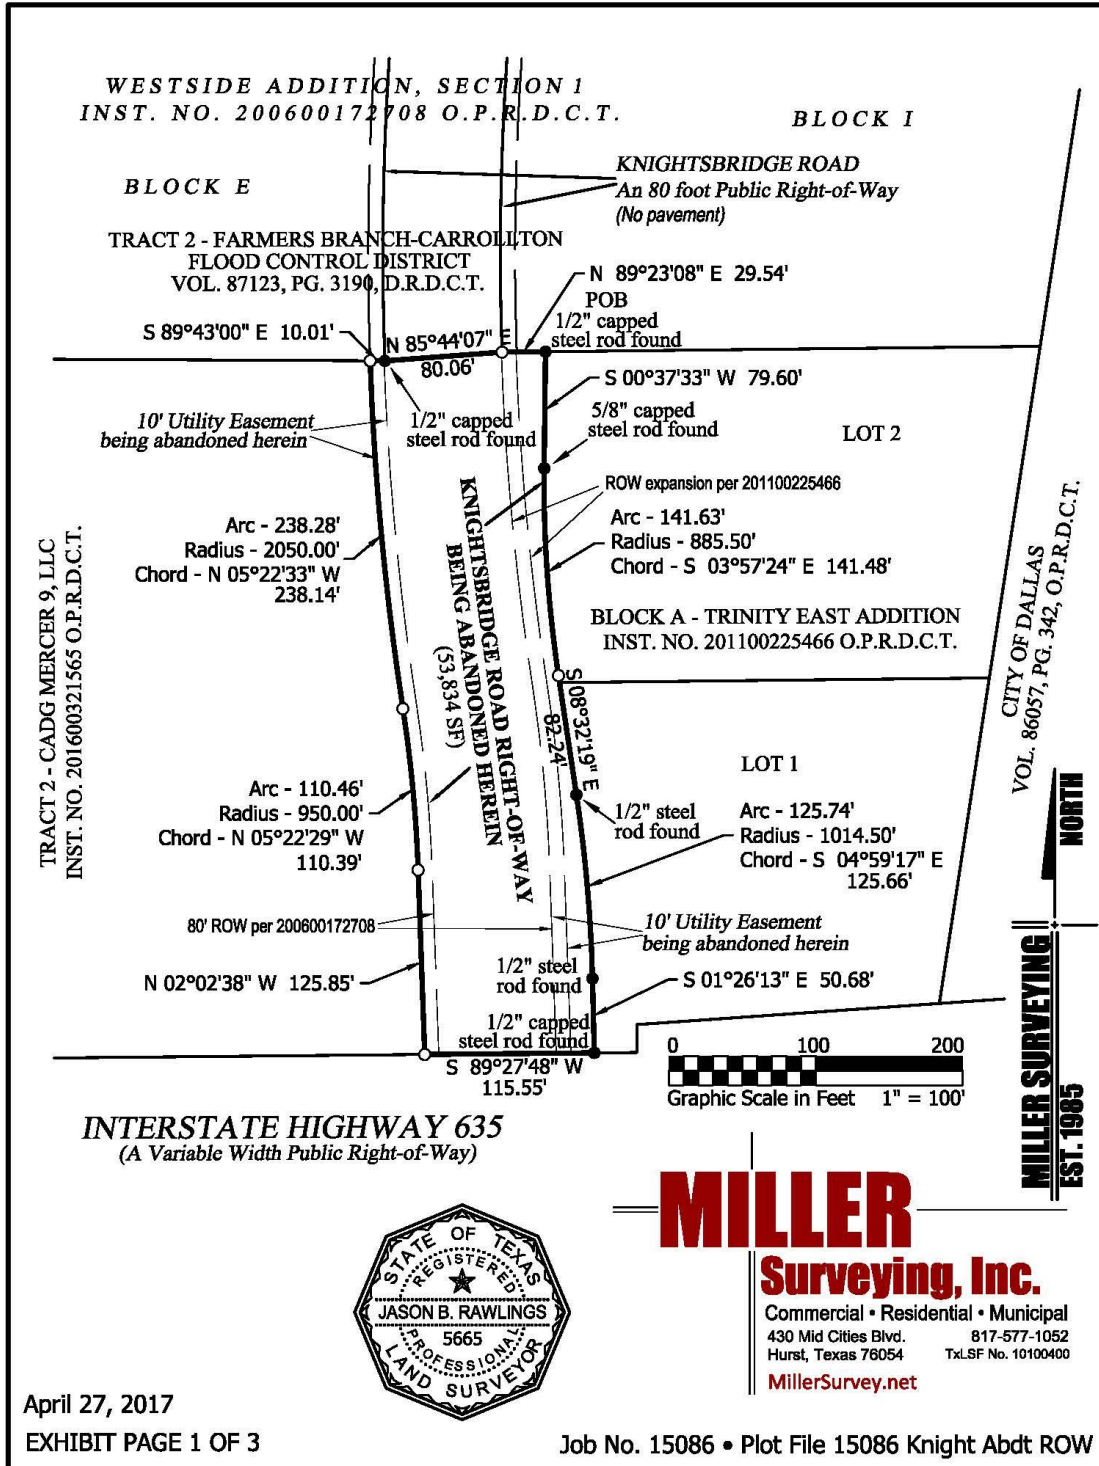 WESTSIDE ADDITION, SECTION 1
INST. NO. 200600172708 O.P.R.D.C.T.
BLOCK I
BLOCK E
KNIGHTSBRIDGE ROAD
An 80 foot Public Right-of-Way
(No pavement)
TRACT 2 - FARMERS BRANCH-CARROLLTON
FLOOD CONTROL DISTRICT
VOL. 87123, PG. 3190, D.R.D.C.T.
N 89°23'08" E 29.54'
POB
1/2" capped
steel rod found
S 89°43'00" E 10.01'
N 85°44'07" E
80.06'
S 00°37'33" W 79.60'
10' Utility Easement
being abandoned herein
1/2" capped
steel rod found
5/8" capped
steel rod found
LOT 2
ROW expansion per 201100225466
Arc - 238.28'
Radius - 2050.00'
Chord - N 05°22'33" W
238.14'
Arc - 141.63'
Radius - 885.50'
Chord - S 03°57'24" E 141.48'
KNIGHTSBRIDGE ROAD RIGHT-OF-WAY
BEING ABANDONED HEREIN
(53,834 SF)
BLOCK A - TRINITY EAST ADDITION
INST. NO. 201100225466 O.P.R.D.C.T.
TRACT 2 - CADG MERCER 9, LLC
INST. NO. 201600321565 O.P.R.D.C.T.
CITY OF DALLAS
VOL. 86057, PG. 342, O.P.R.D.C.T.
S 08°32'19" E
82.24'
LOT 1
Arc - 110.46'
Radius - 950.00'
Chord - N 05°22'29" W
110.39'
1/2" steel
rod found
Arc - 125.74'
Radius - 1014.50'
Chord - S 04°59'17" E
125.66'
NORTH
80' ROW per 200600172708
10' Utility Easement
being abandoned herein
N 02°02'38" W 125.85'
1/2" steel
rod found
S 01°26'13" E 50.68'
1/2" capped
steel rod found
S 89°27'48" W
115.55'
0 100 200
Graphic Scale in Feet 1" = 100'
MILLER SURVEYING
EST. 1985
INTERSTATE HIGHWAY 635
(A Variable Width Public Right-of-Way)
STATE OF TEXAS
REGISTERED
JASON B. RAWLINGS
5665
PROFESSIONAL
LAND SURVEYOR
MILLER
Surveying, Inc.
Commercial • Residential • Municipal
430 Mid Cities Blvd. 817-577-1052
Hurst, Texas 76054 TxLSF No. 10100400
MillerSurvey.net
April 27, 2017
EXHIBIT PAGE 1 OF 3
Job No. 15086 • Plot File 15086 Knight Abdt ROW